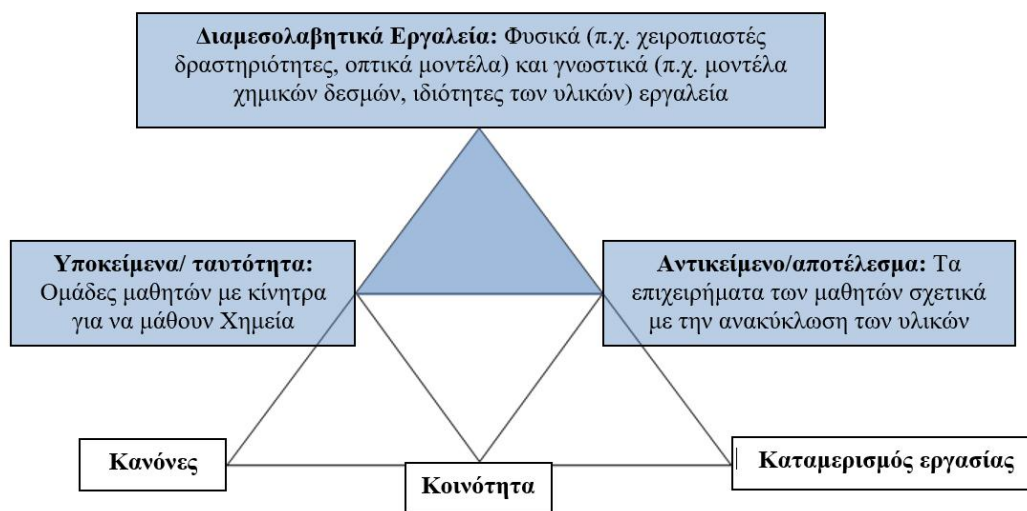 Διαμεσολαβητικά Εργαλεία: Φυσικά (π.χ. χειροπιαστές
δραστηριότητες, οπτικά μοντέλα) και γνωστικά (π.χ. μοντέλα
χημικών δεσμών, ιδιότητες των υλικών) εργαλεία
Υποκείμενα/ ταυτότητα:
Ομάδες μαθητών με κίνητρα
για να μάθουν Χημεία
Αντικείμενο/αποτέλεσμα: Τα
επιχειρήματα των μαθητών σχετικά
με την ανακύκλωση των υλικών
Κανόνες
Κοινότητα
Καταμερισμός εργασίας